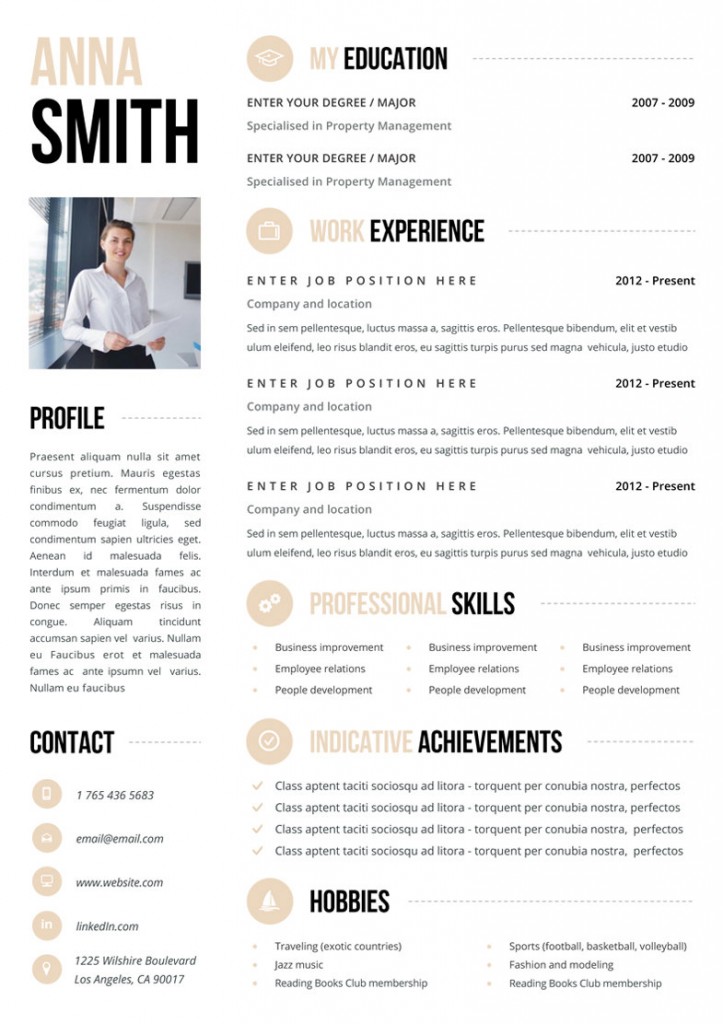 ANNA
SMITH
PROFILE
Praesent aliquam nulla sit amet
cursus pretium. Mauris egestas
finibus ex, nec fermentum dolor
condimentum a. Suspendisse
commodo feugiat ligula, sed
condimentum sapien ultricies eget.
Aenean id malesuada felis.
Interdum et malesuada fames ac
ante ipsum primis in faucibus.
Donec semper egestas risus in
congue. Aliquam tincidunt
accumsan sapien vel varius. Nullam
eu Faucibus erot et malesuada
fames ac ante ipsumn vel varius.
Nullam eu faucibus
CONTACT
1 765 436 5683
email@email.com
www.website.com
in linkedIn.com
1225 Wilshire Boulevard
Los Angeles, CA 90017
MY EDUCATION
ENTER YOUR DEGREE / MAJOR 2007 - 2009
Specialised in Property Management
ENTER YOUR DEGREE / MAJOR 2007 - 2009
Specialised in Property Management
WORK EXPERIENCE
ENTER JOB POSITION HERE 2012 - Present
Company and location
Sed in sem pellentesque, luctus massa a, sagittis eros. Pellentesque bibendum, elit et vestib
ulum eleifend, leo risus blandit eros, eu sagittis turpis purus sed magna vehicula, justo etudio
ENTER JOB POSITION HERE 2012 - Present
Company and location
Sed in sem pellentesque, luctus massa a, sagittis eros. Pellentesque bibendum, elit et vestib
ulum eleifend, leo risus blandit eros, eu sagittis turpis purus sed magna vehicula, justo etudio
ENTER JOB POSITION HERE 2012 - Present
Company and location
Sed in sem pellentesque, luctus massa a, sagittis eros. Pellentesque bibendum, elit et vestib
ulum eleifend, leo risus blandit eros, eu sagittis turpis purus sed magna vehicula, justo etudio
PROFESSIONAL SKILLS
• Business improvement • Business improvement • Business improvement
• Employee relations • Employee relations • Employee relations
• People development • People development • People development
INDICATIVE ACHIEVEMENTS
✓ Class aptent taciti sociosqu ad litora - torquent per conubia nostra, perfectos
✓ Class aptent taciti sociosqu ad litora - torquent per conubia nostra, perfectos
✓ Class aptent taciti sociosqu ad litora - torquent per conubia nostra, perfectos
✓ Class aptent taciti sociosqu ad litora - torquent per conubia nostra, perfectos
HOBBIES
• Traveling (exotic countries) • Sports (football, basketball, volleyball)
• Jazz music • Fashion and modeling
• Reading Books Club membership • Reading Books Club membership